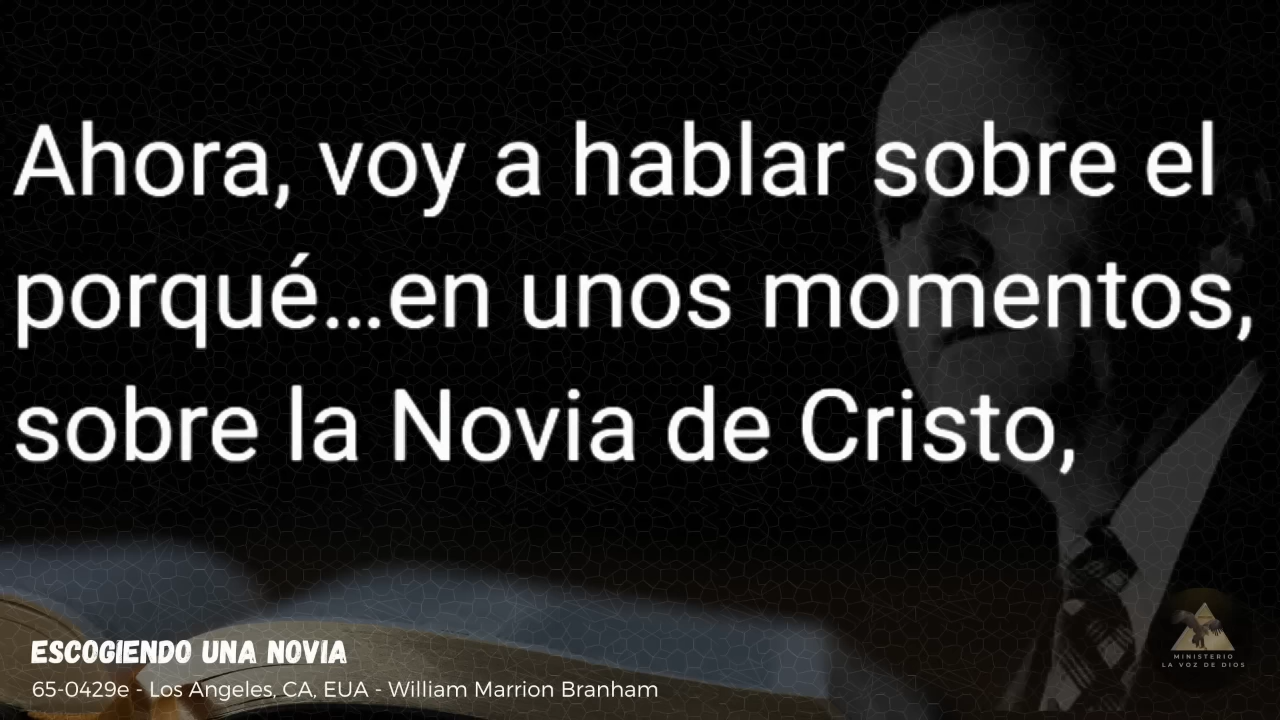 Ahora, voy a hablar sobre el
porqué...en unos momentos,
sobre la Novia de Cristo,
ESCOGIENDO UNA NOVIA
65-0429e - Los Angeles, CA, EUA - William Marrion Branham
MINISTERIO
LA VOZ DE DIOS